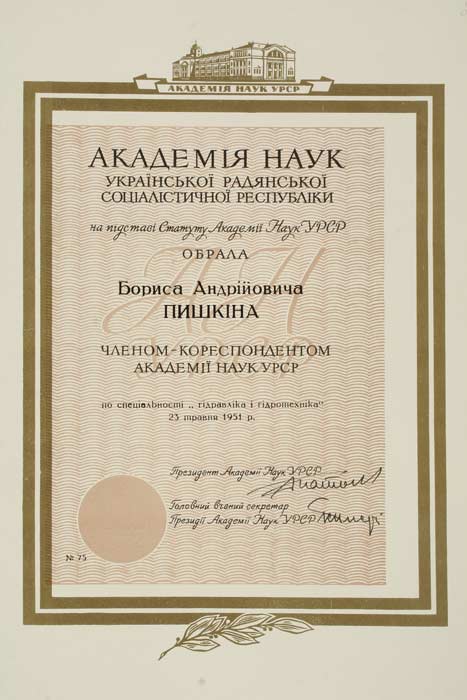 АКАДЕМІЯ НАУК УРСР
АКАДЕМІЯ НАУК
УКРАЇНСЬКОЇ РАДЯНСЬКОЇ
СОЦІАЛІСТИЧНОЇ РЕСПУБЛІКИ
на підставі Статуту Академії Наук УРСР
ОБРАЛА
АН
УРСР
Бориса Андрійовича
ПИШКІНА
ЧЛЕНОМ-КОРЕСПОНДЕНТОМ
АКАДЕМІЇ НАУК УРСР
по спеціальності „гідравліка і гідротехніка"
23 травня 1951 р.
Президент Академії Наук УРСР
Головний вчений секретар
Президії Академії Наук УРСР
№ 75